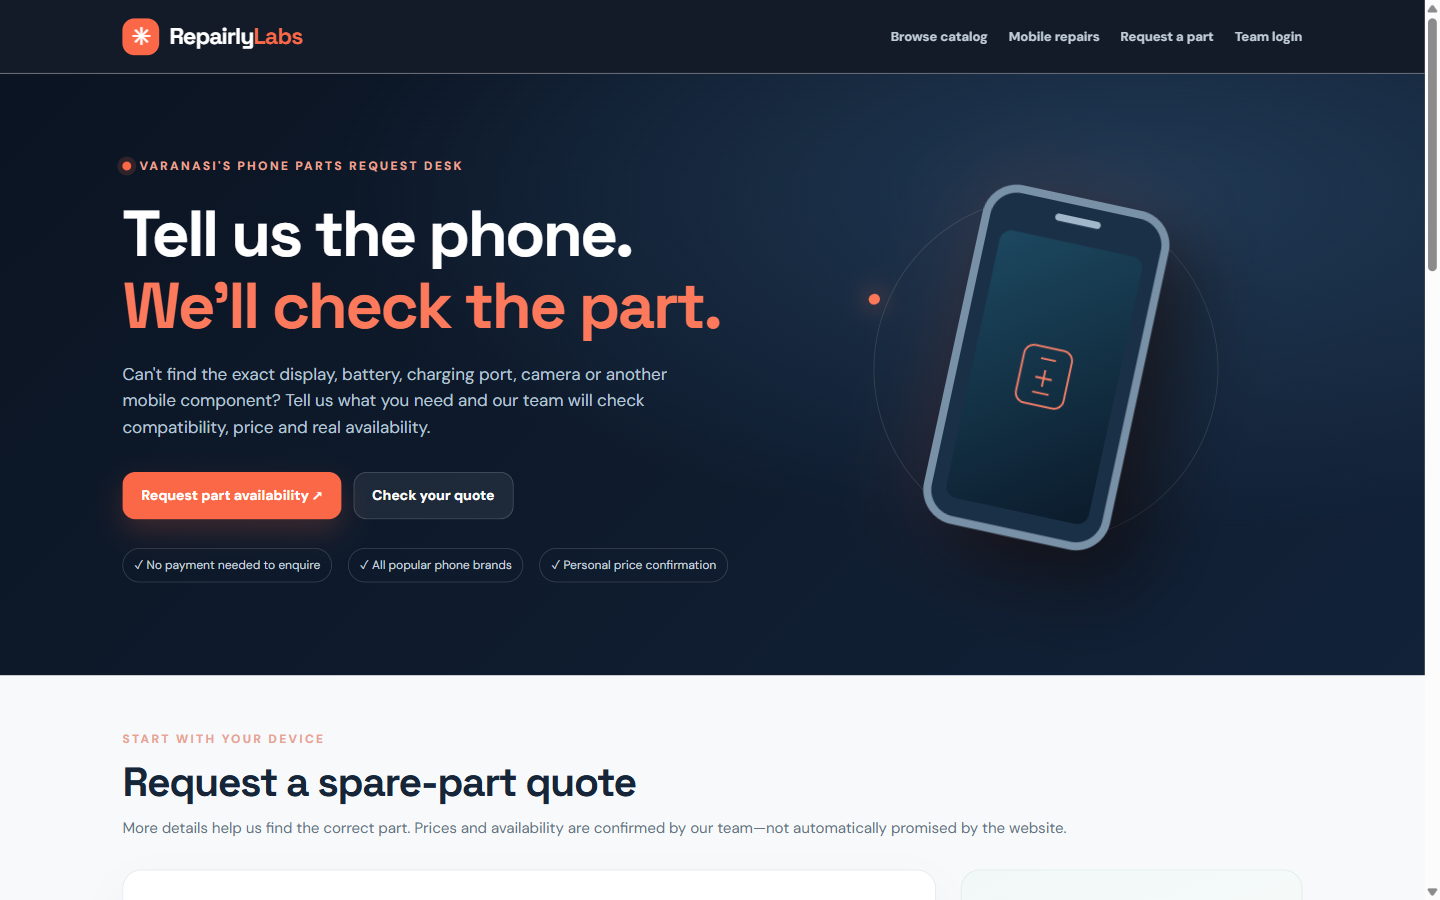 RepairlyLabs
Browse catalog Mobile repairs Request a part Team login
VARANASI'S PHONE PARTS REQUEST DESK
Tell us the phone.
We’ll check the part.
Can't find the exact display, battery, charging port, camera or another
mobile component? Tell us what you need and our team will check
compatibility, price and real availability.
Request part availability ↗ Check your quote
✓ No payment needed to enquire ✓ All popular phone brands ✓ Personal price confirmation
START WITH YOUR DEVICE
Request a spare-part quote
More details help us find the correct part. Prices and availability are confirmed by our team—not automatically promised by the website.